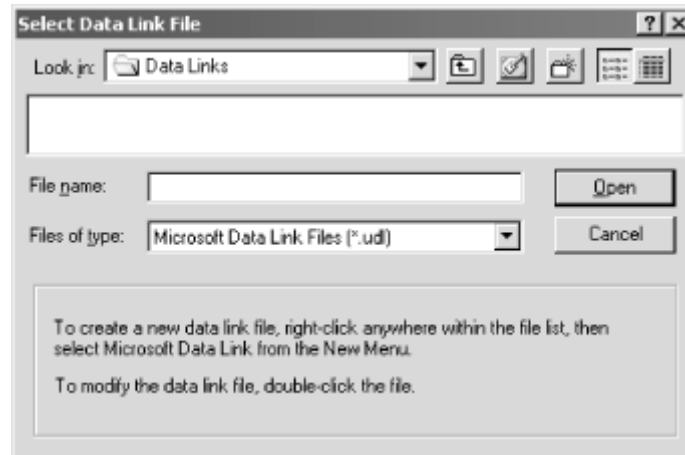 Select Data Link File
Look in: Data Links
File name: Open
Files of type: Microsoft Data Link Files (*.udl) Cancel
To create a new data link file, right-click anywhere within the file list, then
select Microsoft Data Link from the New Menu.
To modify the data link file, double-click the file.